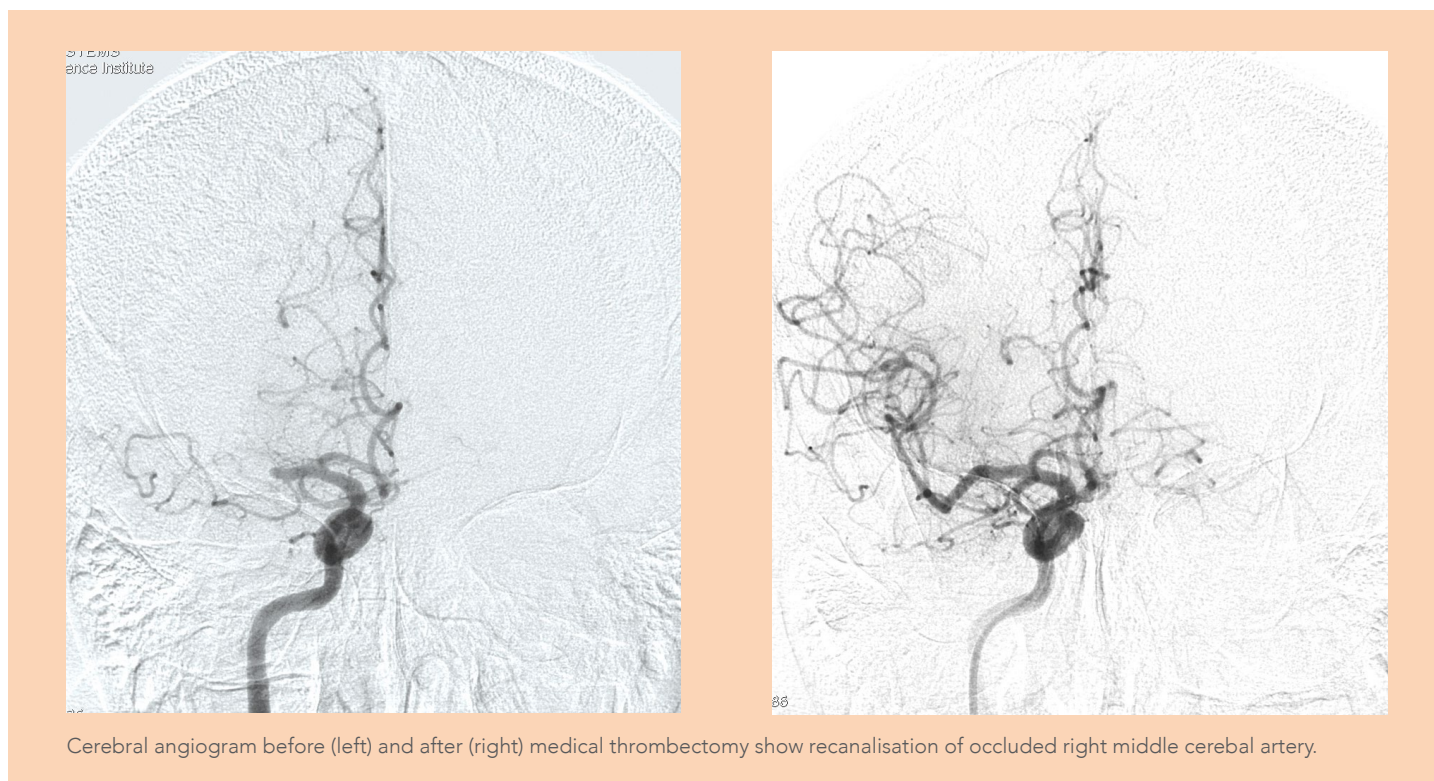 STEMS
ence Institute
86
Cerebral angiogram before (left) and after (right) medical thrombectomy show recanalisation of occluded right middle cerebal artery.